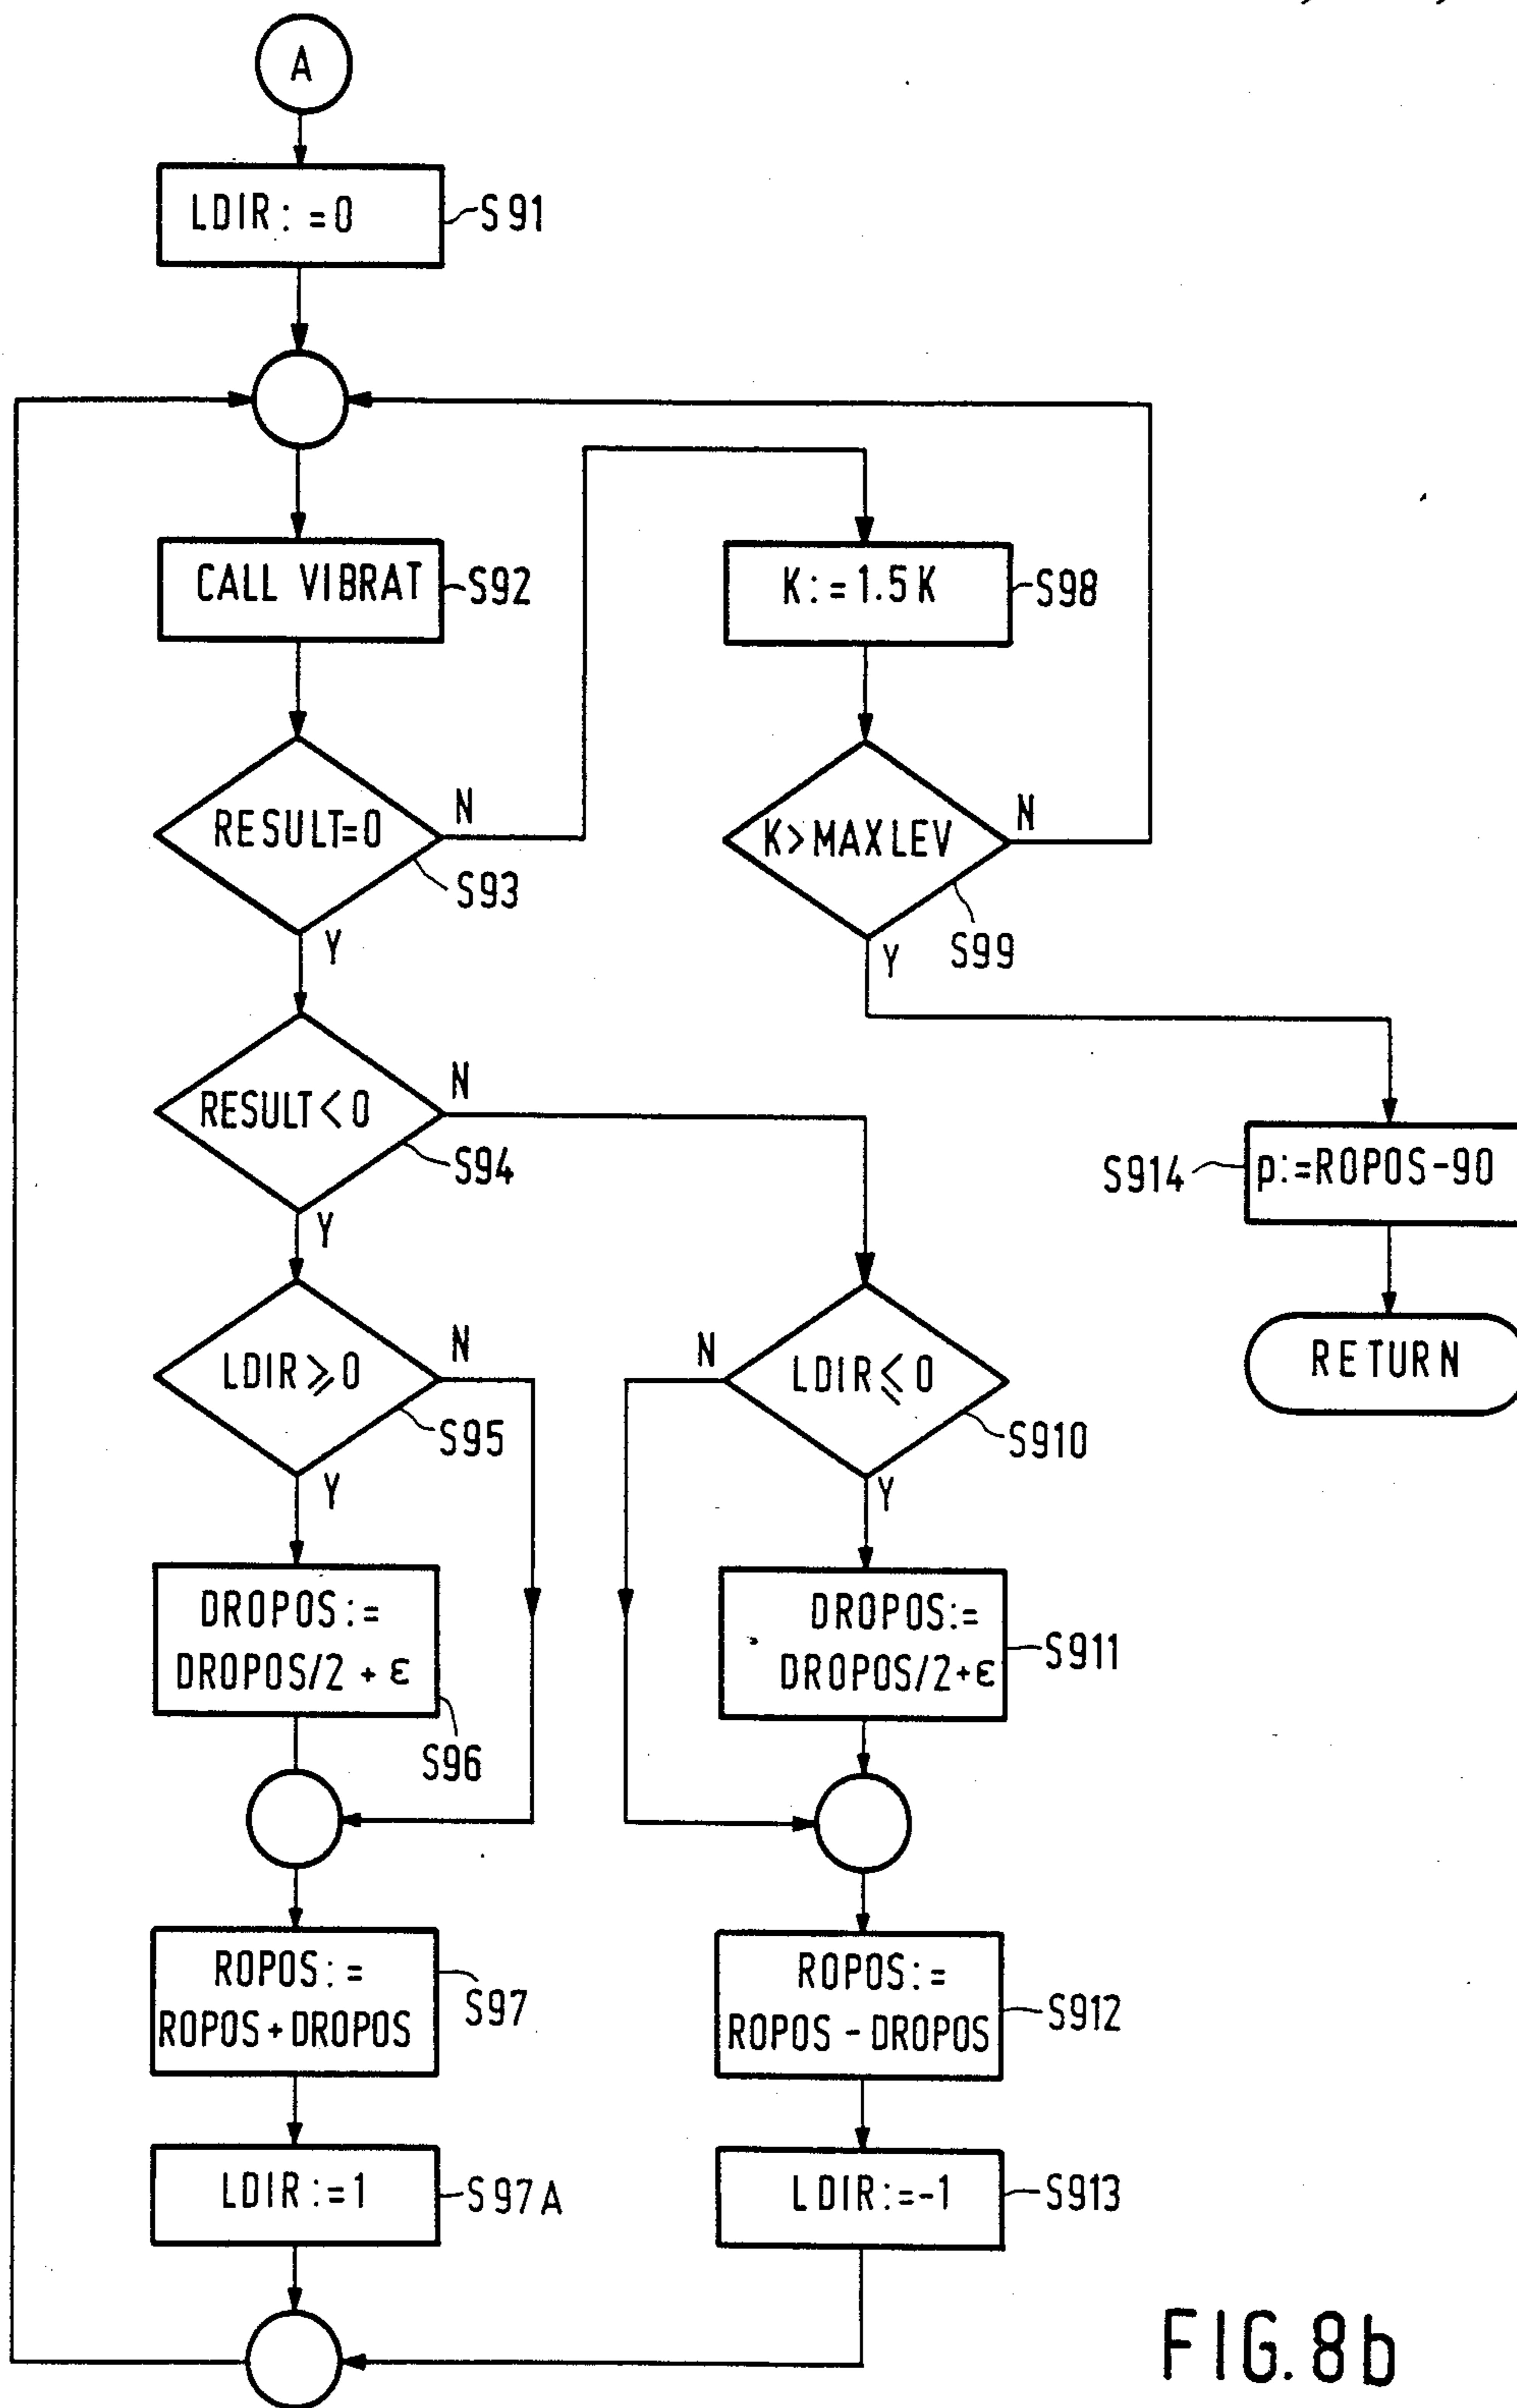 A
LDIR: =0
S91
CALL VIBRAT
S92
K: =1.5K
S98
RESULT=0
N
S93
Y
K>MAXLEV
N
S99
Y
RESULT<0
N
S94
Y
S914
p:=ROPOS-90
RETURN
LDIR≥0
N
S95
Y
N
LDIR≤0
S910
Y
DROPOS:=
DROPOS/2 + ε
S96
DROPOS:=
DROPOS/2+ε
S911
ROPOS:=
ROPOS+DROPOS
S97
ROPOS:=
ROPOS - DROPOS
S912
LDIR:=1
S97A
LDIR:=-1
S913
FIG. 8b